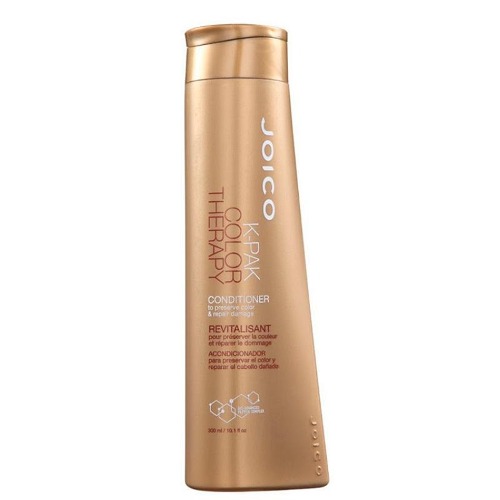 JOICO
K-PAK
COLOR
THERAPY
CONDITIONER
to preserve color
& repair damage
REVITALISANT
pour préserver la couleur
et réparer le dommage
ACONDICIONADOR
para preservar el color y
reparar el cabello dañado
300 ml / 10.1 fl oz
joico